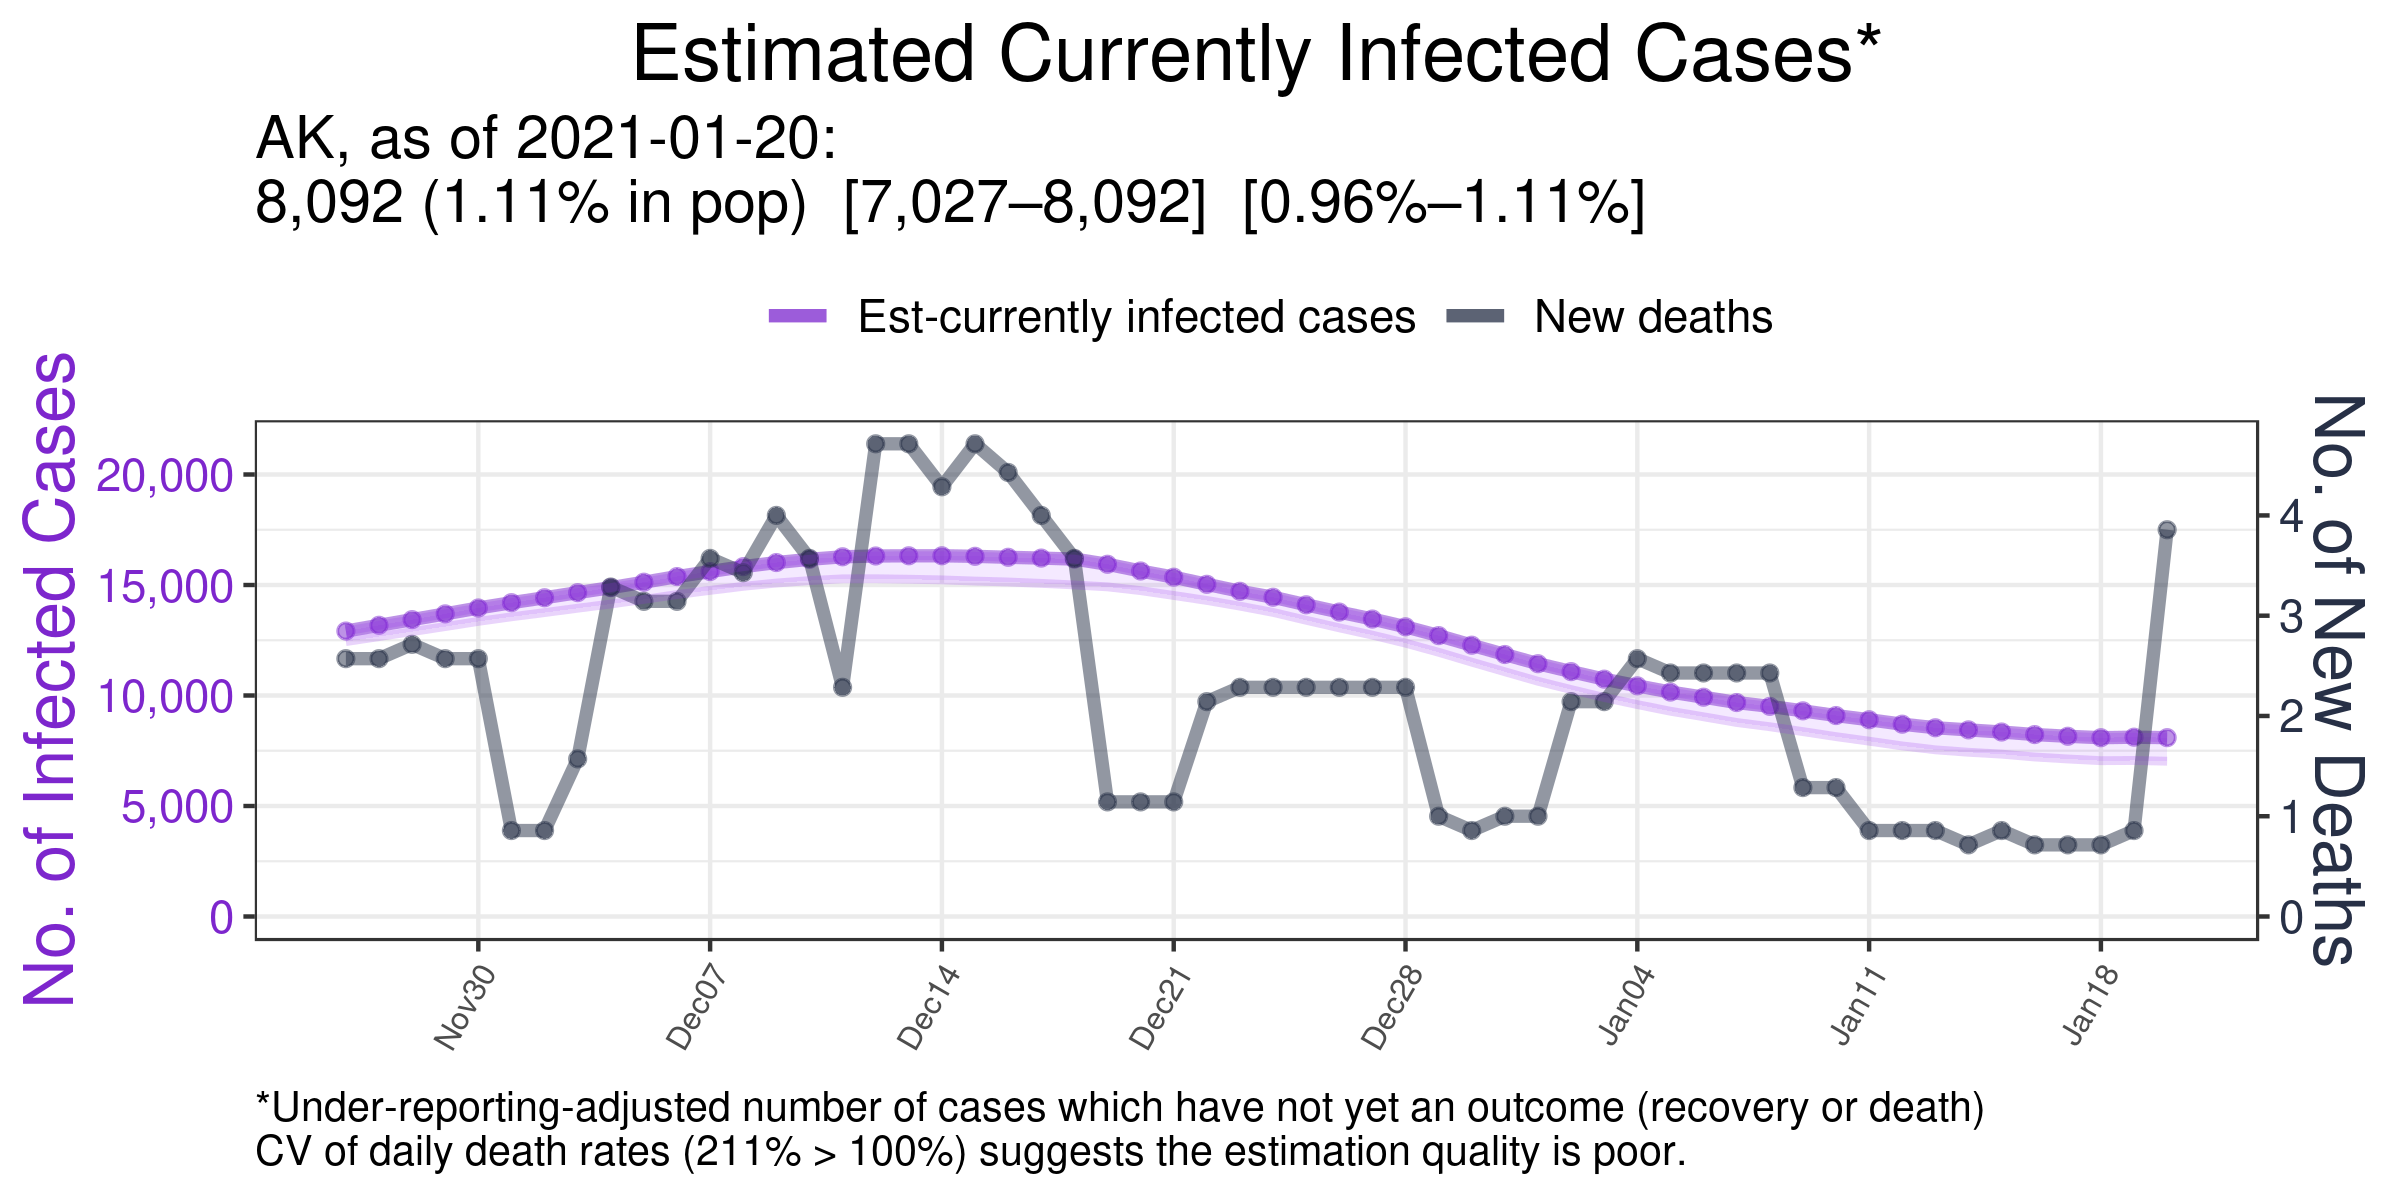 Estimated Currently Infected Cases*
AK, as of 2021-01-20:
8,092 (1.11% in pop)  [7,027–8,092]  [0.96%–1.11%]
Est-currently infected cases
New deaths
No. of Infected Cases
20,000
15,000
10,000
5,000
0
No. of New Deaths
4
3
2
1
0
Nov30
Dec07
Dec14
Dec21
Dec28
Jan04
Jan11
Jan18
*Under-reporting-adjusted number of cases which have not yet an outcome (recovery or death)
CV of daily death rates (211% > 100%) suggests the estimation quality is poor.